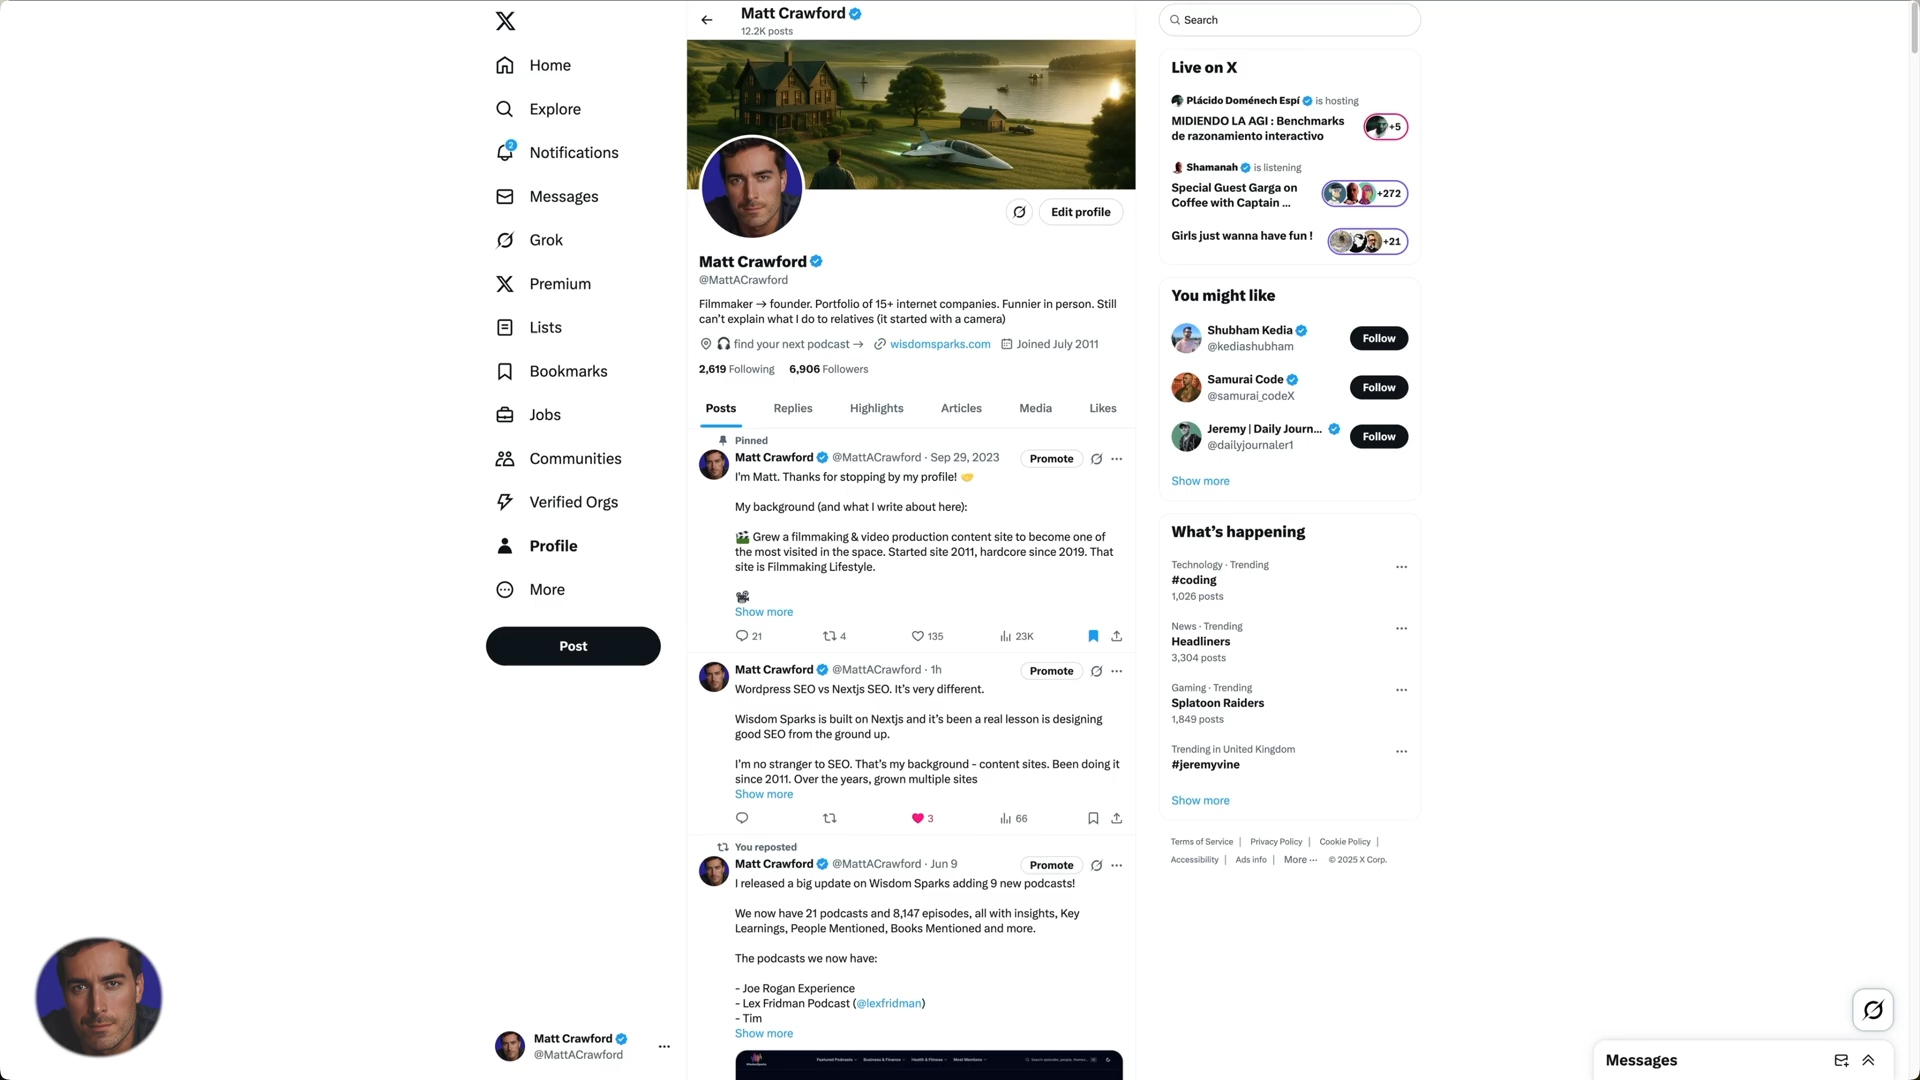 Home
Explore
2
Notifications
Messages
Grok
Premium
Lists
Bookmarks
Jobs
Communities
Verified Orgs
Profile
More
Post
Matt Crawford
@MattACrawford
Matt Crawford
12.2K posts
Edit profile
Matt Crawford
@MattACrawford
Filmmaker → founder. Portfolio of 15+ internet companies. Funnier in person. Still
can't explain what I do to relatives (it started with a camera)
find your next podcast → wisdomsparks.com Joined July 2011
2,619 Following 6,906 Followers
Posts Replies Highlights Articles Media Likes
Pinned
Matt Crawford @MattACrawford · Sep 29, 2023 Promote
I'm Matt. Thanks for stopping by my profile! 🤝
My background (and what I write about here):
🎬 Grew a filmmaking & video production content site to become one of
the most visited in the space. Started site 2011, hardcore since 2019. That
site is Filmmaking Lifestyle.
📽
Show more
21 4 135 23K
Matt Crawford @MattACrawford · 1h Promote
Wordpress SEO vs Nextjs SEO. It's very different.
Wisdom Sparks is built on Nextjs and it's been a real lesson is designing
good SEO from the ground up.
I'm no stranger to SEO. That's my background - content sites. Been doing it
since 2011. Over the years, grown multiple sites
Show more
3 66
You reposted
Matt Crawford @MattACrawford · Jun 9 Promote
I released a big update on Wisdom Sparks adding 9 new podcasts!
We now have 21 podcasts and 8,147 episodes, all with insights, Key
Learnings, People Mentioned, Books Mentioned and more.
The podcasts we now have:
- Joe Rogan Experience
- Lex Fridman Podcast (@lexfridman)
- Tim
Show more
Featured Podcasts Business & Finance Health & Fitness Most Mentions
Search
Live on X
Plácido Doménech Espí is hosting
MIDIENDO LA AGI : Benchmarks
de razonamiento interactivo
+5
Shamanah is listening
Special Guest Garga on
Coffee with Captain ...
+272
Girls just wanna have fun !
+21
You might like
Shubham Kedia
@kediashubham
Follow
Samurai Code
@samurai_codeX
Follow
Jeremy | Daily Journ...
@dailyjournaler1
Follow
Show more
What's happening
Technology · Trending
#coding
1,026 posts
News · Trending
Headliners
3,304 posts
Gaming · Trending
Splatoon Raiders
1,849 posts
Trending in United Kingdom
#jeremyvine
Show more
Terms of Service | Privacy Policy | Cookie Policy |
Accessibility | Ads info | More ··· © 2025 X Corp.
Messages